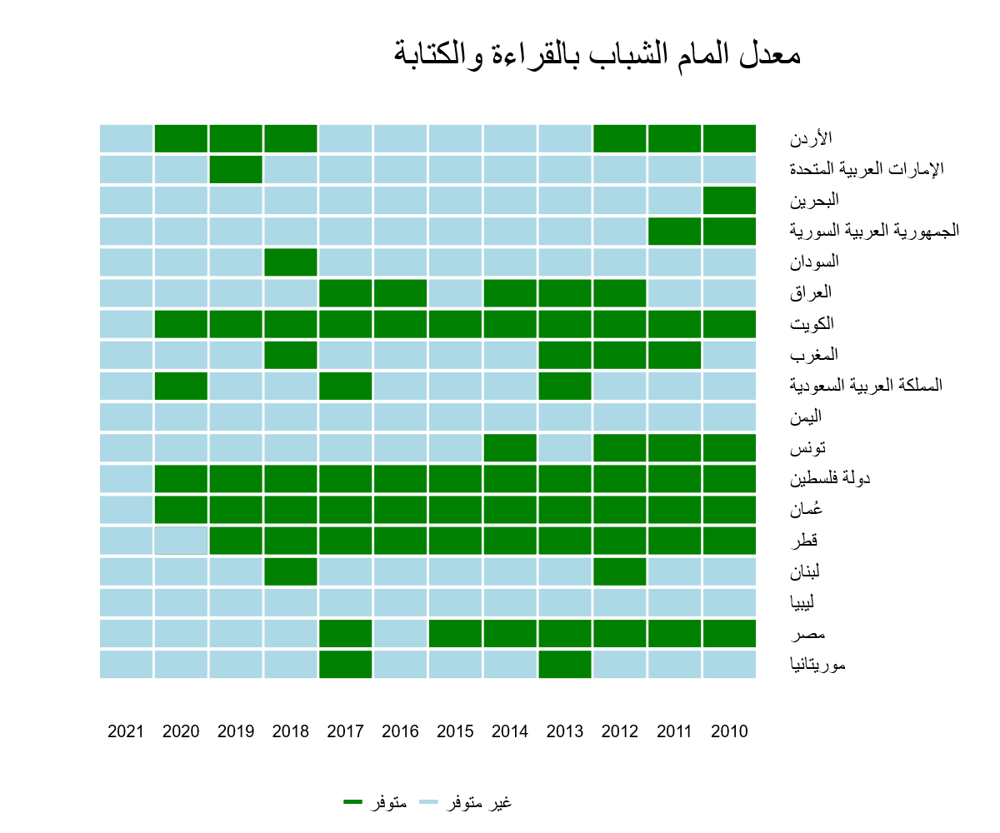 معدل المام الشباب بالقراءة والكتابة
الأردن
الإمارات العربية المتحدة
البحرين
الجمهورية العربية السورية
السودان
العراق
الكويت
المغرب
المملكة العربية السعودية
اليمن
تونس
دولة فلسطين
عُمان
قطر
لبنان
ليبيا
مصر
موريتانيا
2021 2020 2019 2018 2017 2016 2015 2014 2013 2012 2011 2010
متوفر غير متوفر